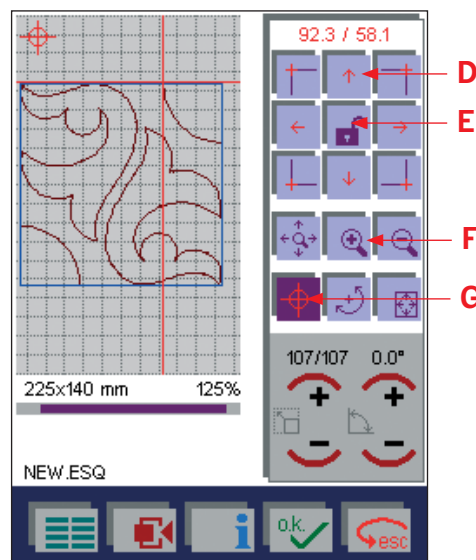 92.3 / 58.1
D
E
F
G
107/107 0.0°
225x140 mm 125%
NEW.ESQ
i o.k. esc